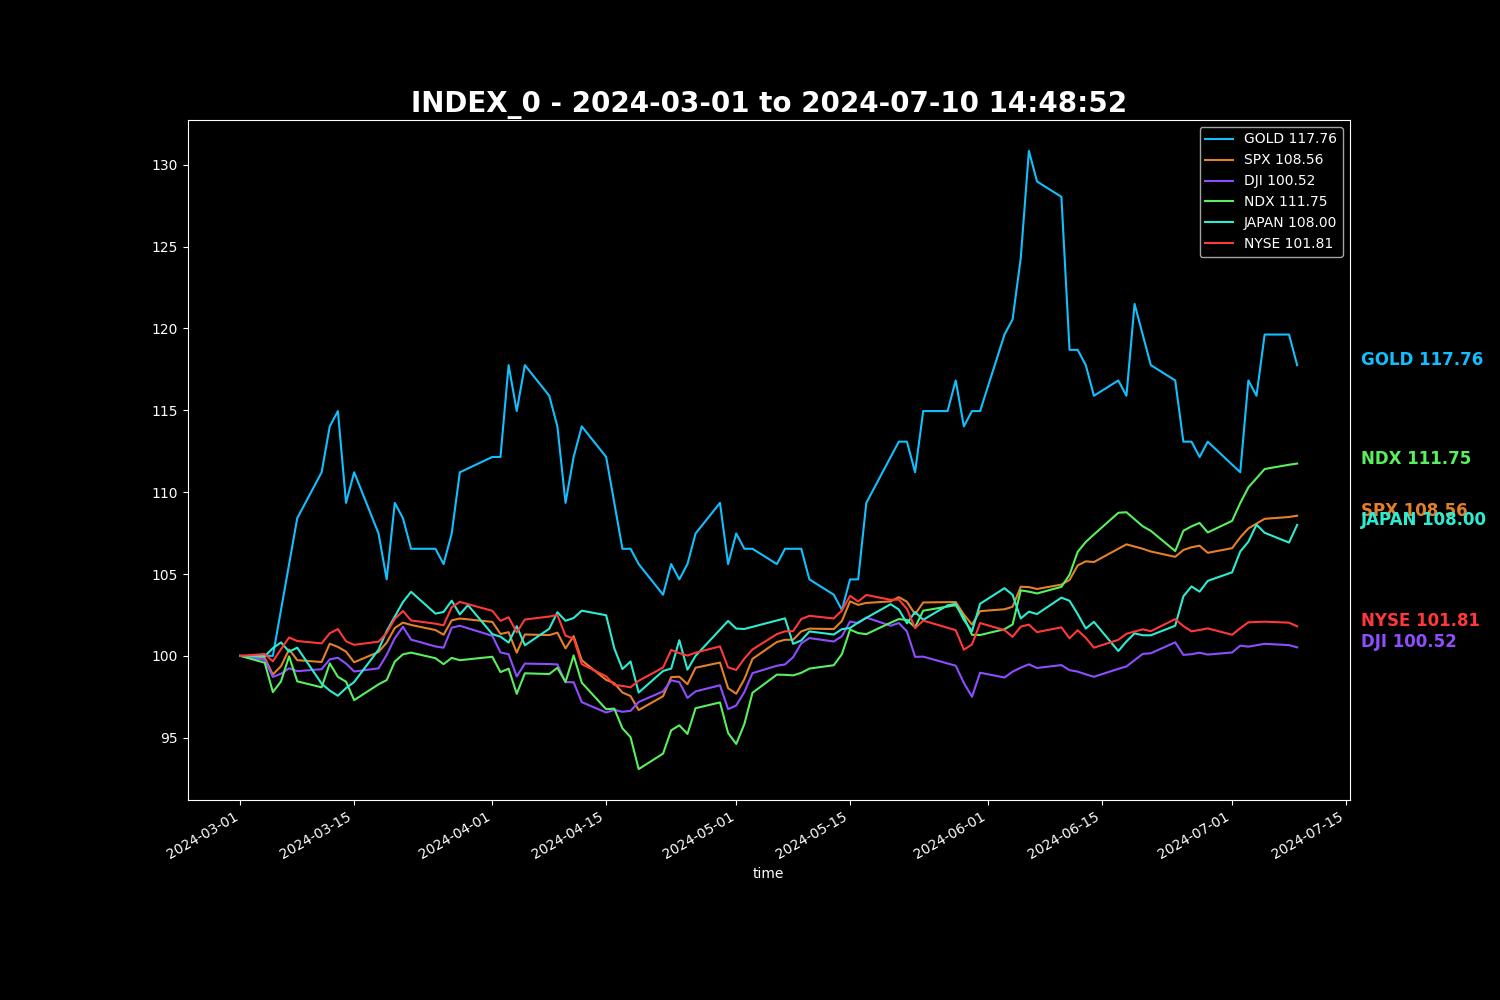 INDEX_0 - 2024-03-01 to 2024-07-10 14:48:52
GOLD 117.76
SPX 108.56
DJI 100.52
NDX 111.75
JAPAN 108.00
NYSE 101.81
130
125
120
115
110
105
100
95
GOLD 117.76
NDX 111.75
SPX 108.56
JAPAN 108.00
NYSE 101.81
DJI 100.52
2024-03-01
2024-03-15
2024-04-01
2024-04-15
2024-05-01
2024-05-15
2024-06-01
2024-06-15
2024-07-01
2024-07-15
time